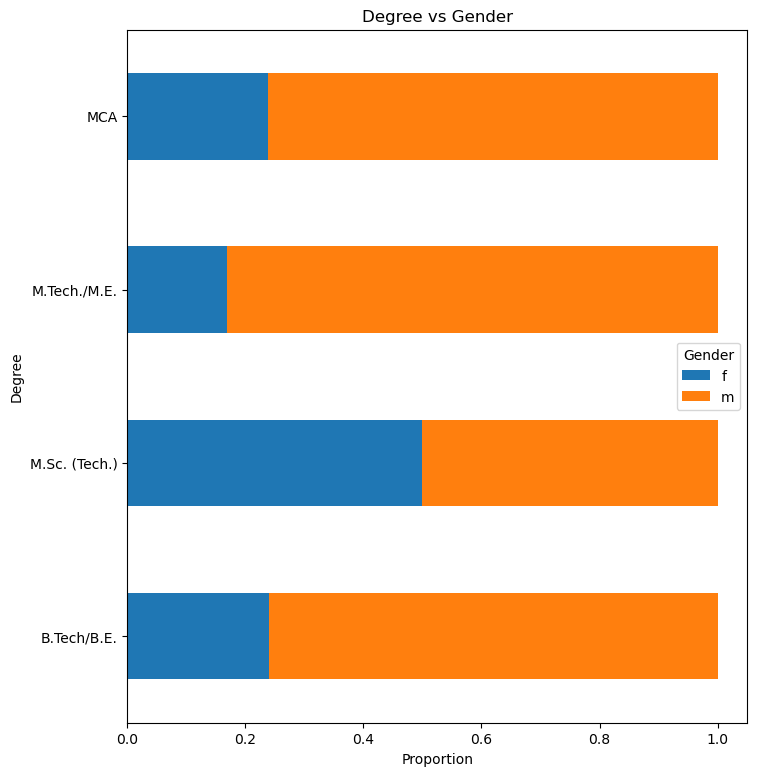 Degree vs Gender
MCA
M.Tech./M.E.
M.Sc. (Tech.)
B.Tech/B.E.
Degree
Gender
f
m
0.0 0.2 0.4 0.6 0.8 1.0
Proportion